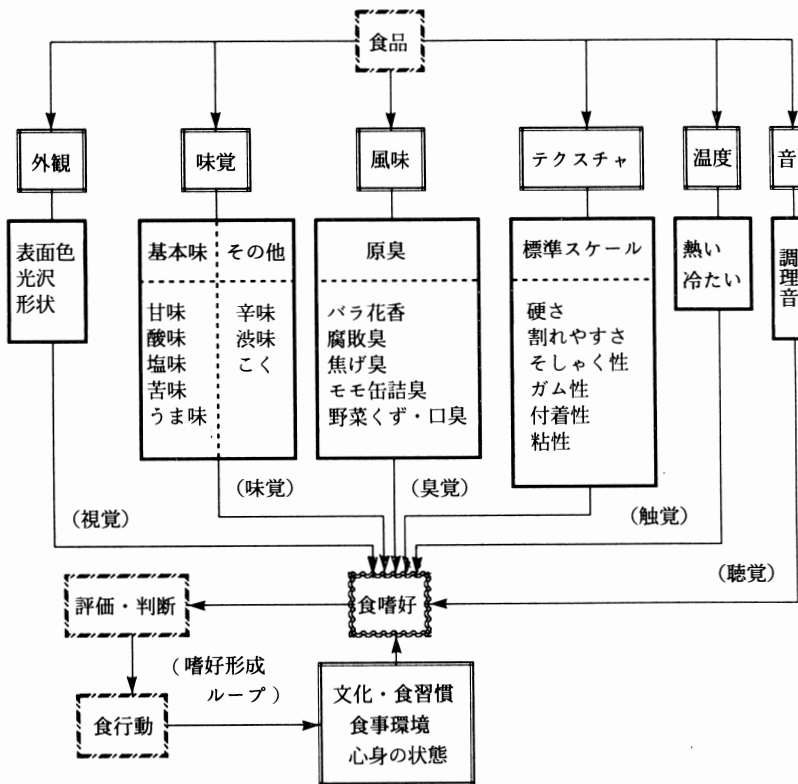 食品
外観
味覚
風味
テクスチャ
温度
音
表面色
光沢
形状
基本味
その他
甘味
酸味
塩味
苦味
うま味
辛味
渋味
こく
原臭
バラ花香
腐敗臭
焦げ臭
モモ缶詰臭
野菜くず・口臭
標準スケール
硬さ
割れやすさ
そしゃく性
ガム性
付着性
粘性
熱い
冷たい
調理音
(視覚)
(味覚)
(臭覚)
(触覚)
(聴覚)
食嗜好
評価・判断
(嗜好形成
ループ)
食行動
文化・食習慣
食事環境
心身の状態